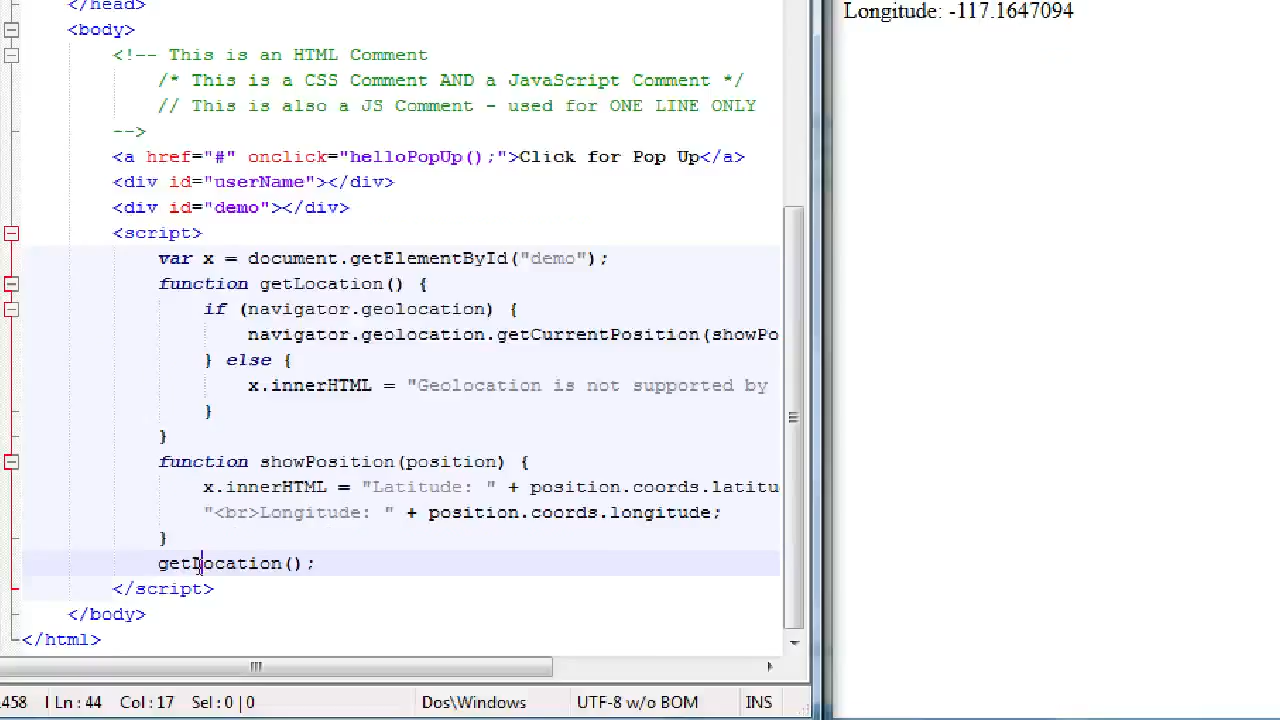 </head>
<body>
<!-- This is an HTML Comment
/* This is a CSS Comment AND a JavaScript Comment */
// This is also a JS Comment - used for ONE LINE ONLY
-->
<a href="#" onclick="helloPopUp();">Click for Pop Up</a>
<div id="userName"></div>
<div id="demo"></div>
<script>
var x = document.getElementById("demo");
function getLocation() {
if (navigator.geolocation) {
navigator.geolocation.getCurrentPosition(showPo
} else {
x.innerHTML = "Geolocation is not supported by
}
}
function showPosition(position) {
x.innerHTML = "Latitude: " + position.coords.latitu
"<br>Longitude: " + position.coords.longitude;
}
getLocation();
</script>
</body>
</html>
458 Ln : 44 Col : 17 Sel : 0 | 0 Dos\Windows UTF-8 w/o BOM INS
Longitude: -117.1647094